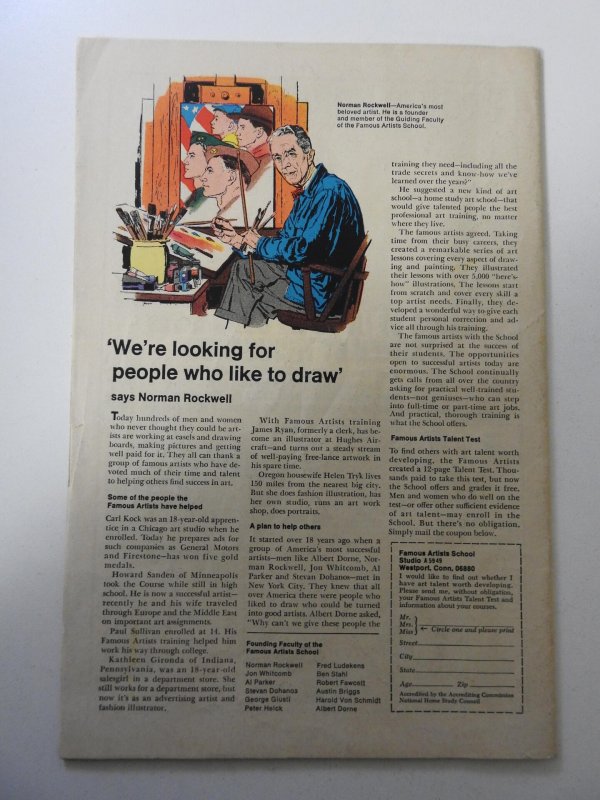 Norman Rockwell—America's most
beloved artist. He is a founder
and member of the Guiding Faculty
of the Famous Artists School.
'We're looking for
people who like to draw'
says Norman Rockwell
Today hundreds of men and women
who never thought they could be art-
ists are working at easels and drawing
boards, making pictures and getting
well paid for it. They all can thank a
group of famous artists who have de-
voted much of their time and talent
to helping others find success in art.
Some of the people the
Famous Artists have helped
Carl Kock was an 18-year-old appren-
tice in a Chicago art studio when he
enrolled. Today he prepares ads for
such companies as General Motors
and Firestone—has won five gold
medals.
Howard Sanden of Minneapolis
took the Course while still in high
school. He is now a successful artist—
recently he and his wife traveled
through Europe and the Middle East
on important art assignments.
Paul Sullivan enrolled at 14. His
Famous Artists training helped him
work his way through college.
Kathleen Gironda of Indiana,
Pennsylvania, was an 18-year-old
salesgirl in a department store. She
still works for a department store, but
now it's as an advertising artist and
fashion illustrator.
With Famous Artists training
James Ryan, formerly a clerk, has be-
come an illustrator at Hughes Air-
craft—and turns out a steady stream
of well-paying free-lance artwork in
his spare time.
Oregon housewife Helen Tryk lives
150 miles from the nearest big city.
But she does fashion illustration, has
her own studio, runs an art work
shop, does portraits.
A plan to help others
It started over 18 years ago when a
group of America's most successful
artists—men like Albert Dorne, Nor-
man Rockwell, Jon Whitcomb, Al
Parker and Stevan Dohanos—met in
New York City. They knew that all
over America there were people who
liked to draw who could be turned
into good artists. Albert Dorne asked,
"Why can't we give these people the
Founding Faculty of the
Famous Artists School
Norman Rockwell
Jon Whitcomb
Al Parker
Stevan Dohanos
George Giusti
Peter Helck
Fred Ludekens
Ben Stahl
Robert Fawcett
Austin Briggs
Harold Von Schmidt
Albert Dorne
training they need—including all the
trade secrets and know-how we've
learned over the years?"
He suggested a new kind of art
school—a home study art school—that
would give talented people the best
professional art training, no matter
where they live.
The famous artists agreed. Taking
time from their busy careers, they
created a remarkable series of art
lessons covering every aspect of draw-
ing and painting. They illustrated
their lessons with over 5,000 "here's-
how" illustrations. The lessons start
from scratch and cover every skill a
top artist needs. Finally, they de-
veloped a wonderful way to give each
student personal correction and ad-
vice all through his training.
The famous artists with the School
are not surprised at the success of
their students. The opportunities
open to successful artists today are
enormous. The School continually
gets calls from all over the country
asking for practical well-trained stu-
dents—not geniuses—who can step
into full-time or part-time art jobs.
And practical, thorough training is
what the School offers.
Famous Artists Talent Test
To find others with art talent worth
developing, the Famous Artists
created a 12-page Talent Test. Thou-
sands paid to take this test, but now
the School offers and grades it free.
Men and women who do well on the
test—or offer other sufficient evidence
of art talent—may enroll in the
School. But there's no obligation.
Simply mail the coupon below.
Famous Artists School
Studio A 5949
Westport, Conn. 06880
I would like to find out whether I
have art talent worth developing.
Please send me, without obligation,
your Famous Artists Talent Test and
information about your courses.
Mr.
Mrs.
Miss ← Circle one and please print
Street
City
State
Age Zip
Accredited by the Accrediting Commission
National Home Study Council